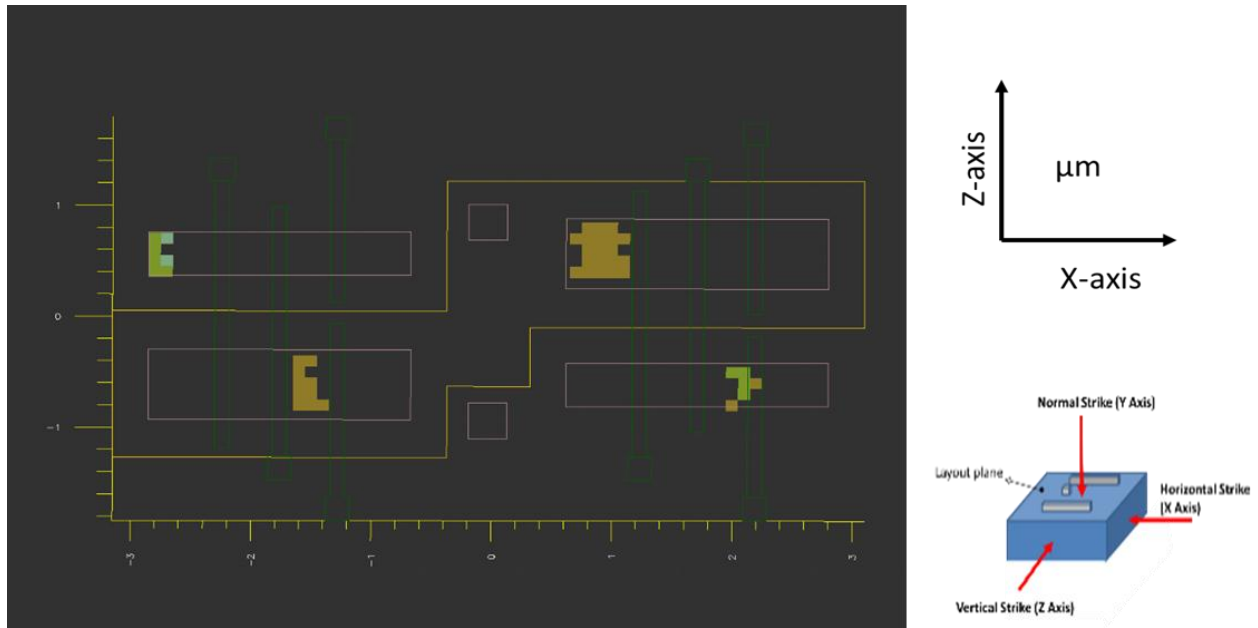 1
0
-1
-3
-2
-1
0
1
2
3
Z-axis
μm
X-axis
Normal Strike (Y Axis)
Layout plane
Horizontal Strike
(X Axis)
Vertical Strike (Z Axis)